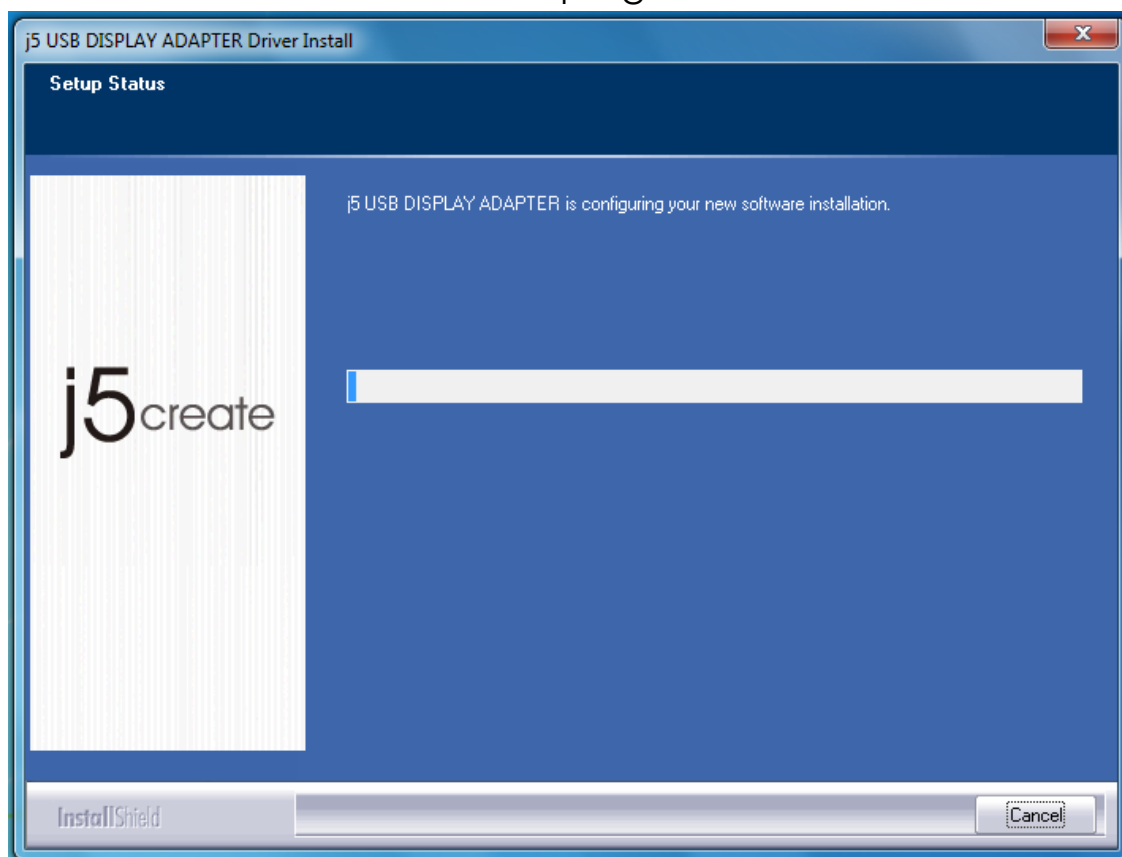 j5 USB DISPLAY ADAPTER Driver Install
Setup Status
j5 USB DISPLAY ADAPTER is configuring your new software installation.
j5create
InstallShield
Cancel